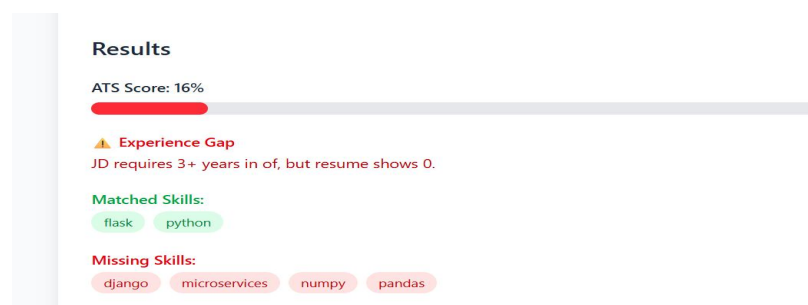 Results
ATS Score: 16%
⚠ Experience Gap
JD requires 3+ years in of, but resume shows 0.
Matched Skills:
flask python
Missing Skills:
django microservices numpy pandas